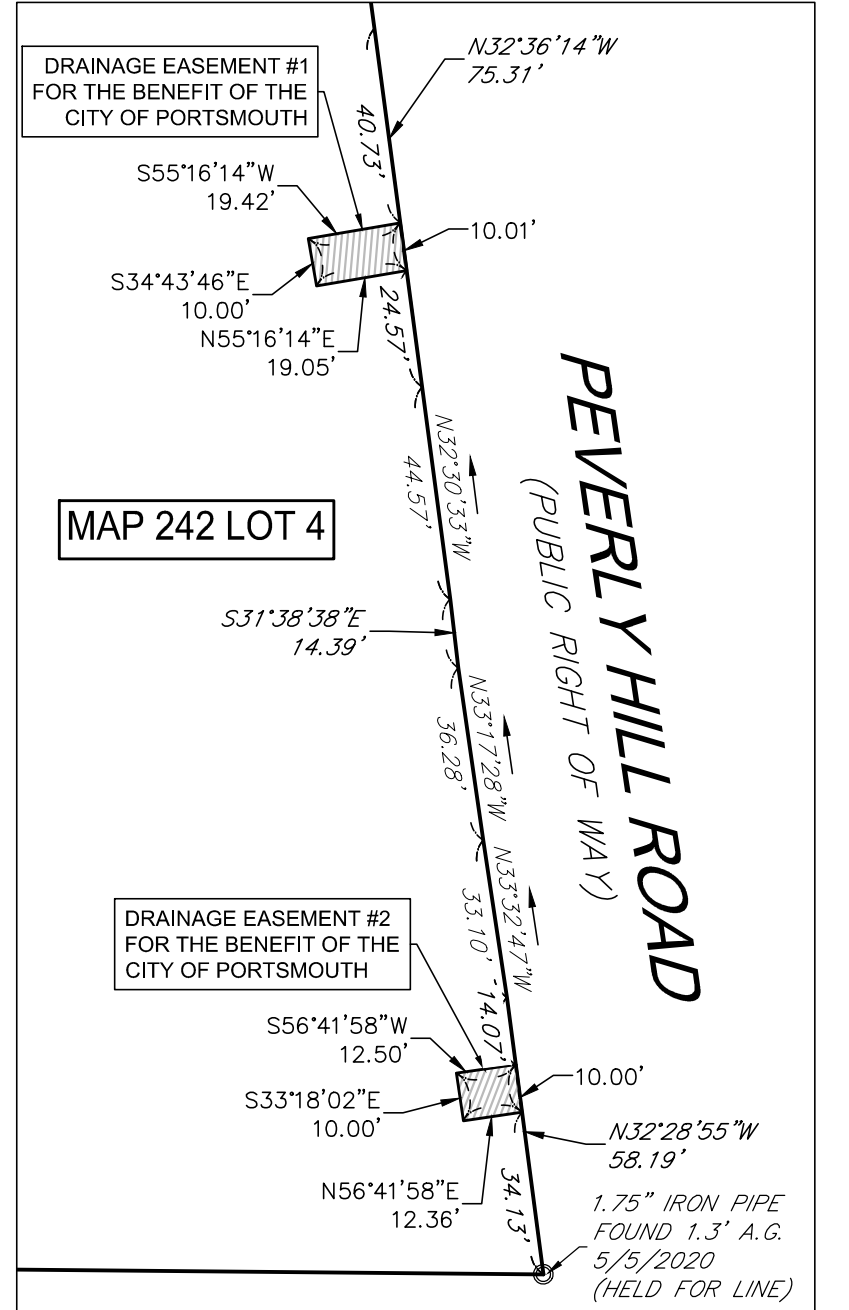 DRAINAGE EASEMENT #1
FOR THE BENEFIT OF THE
CITY OF PORTSMOUTH
N32°36'14"W
75.31'
40.73'
S55°16'14"W
19.42'
10.01'
S34°43'46"E
10.00'
N55°16'14"E
19.05'
24.57'
N32°30'33"W
44.57'
PEVERLY HILL ROAD
(PUBLIC RIGHT OF WAY)
MAP 242 LOT 4
S31°38'38"E
14.39'
N33°17'28"W
36.28'
N33°32'47"W
33.10'
DRAINAGE EASEMENT #2
FOR THE BENEFIT OF THE
CITY OF PORTSMOUTH
14.07'
S56°41'58"W
12.50'
10.00'
S33°18'02"E
10.00'
N32°28'55"W
58.19'
N56°41'58"E
12.36'
34.13'
1.75" IRON PIPE
FOUND 1.3' A.G.
5/5/2020
(HELD FOR LINE)